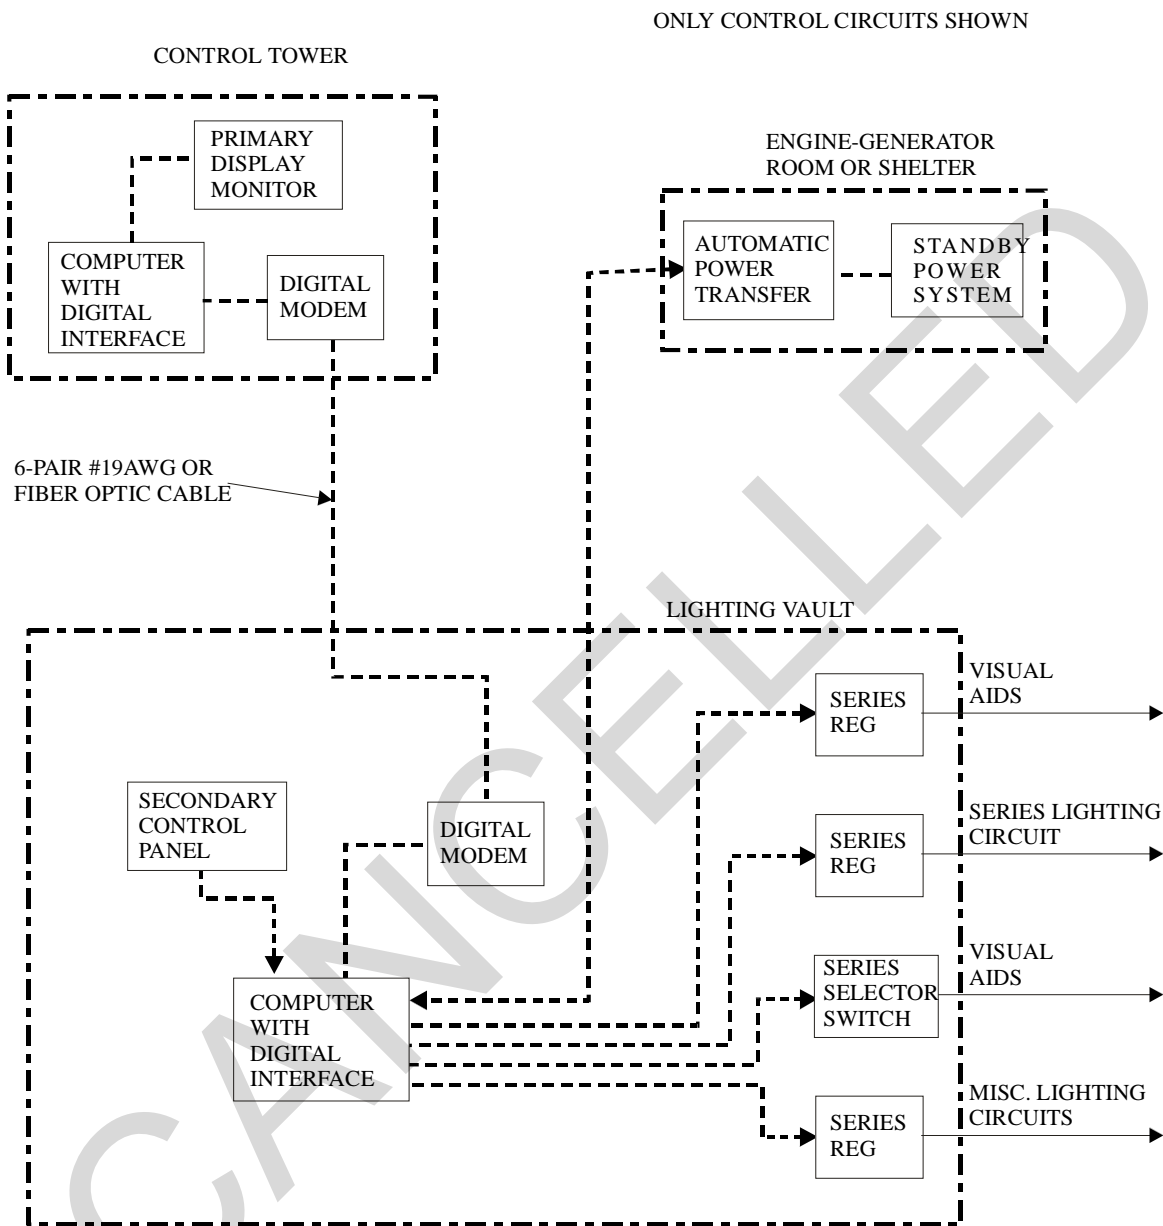 ONLY CONTROL CIRCUITS SHOWN
CONTROL TOWER
PRIMARY
DISPLAY
MONITOR
COMPUTER
WITH
DIGITAL
INTERFACE
DIGITAL
MODEM
ENGINE-GENERATOR
ROOM OR SHELTER
AUTOMATIC
POWER
TRANSFER
STANDBY
POWER
SYSTEM
6-PAIR #19AWG OR
FIBER OPTIC CABLE
LIGHTING VAULT
SECONDARY
CONTROL
PANEL
DIGITAL
MODEM
COMPUTER
WITH
DIGITAL
INTERFACE
SERIES
REG
VISUAL
AIDS
SERIES
REG
SERIES LIGHTING
CIRCUIT
SERIES
SELECTOR
SWITCH
VISUAL
AIDS
SERIES
REG
MISC. LIGHTING
CIRCUITS
CANCELLED